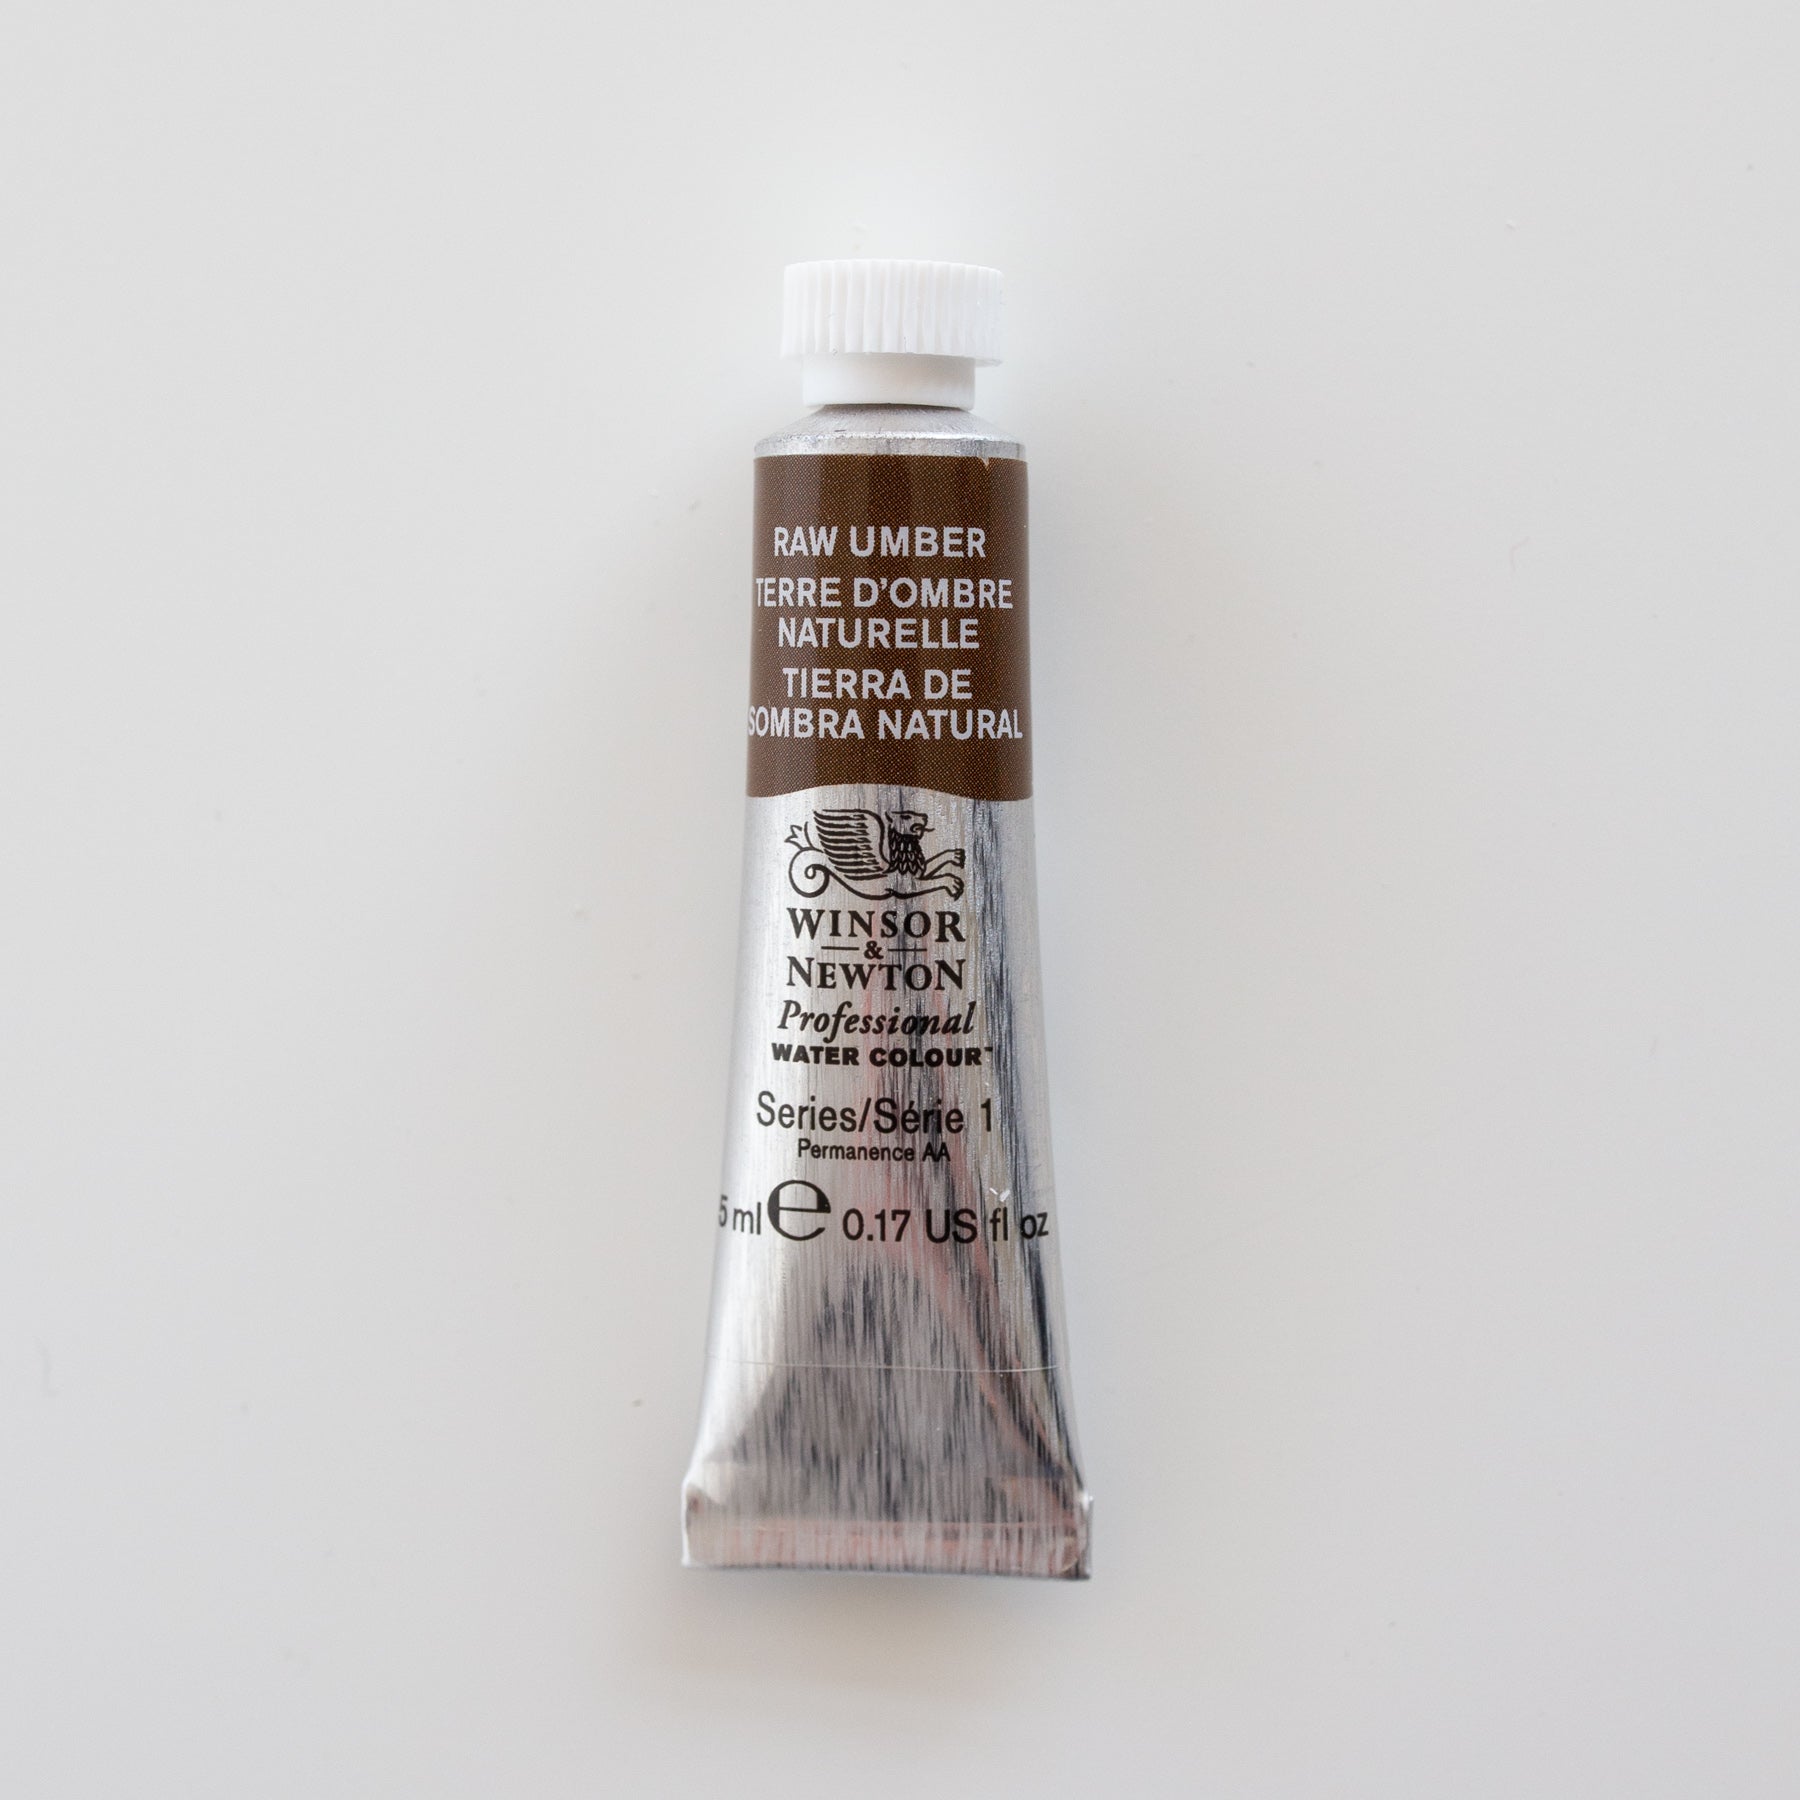 RAW UMBER
TERRE D'OMBRE
NATURELLE
TIERRA DE
SOMBRA NATURAL
WINSOR
&
NEWTON
Professional
WATER COLOUR™
Series/Série 1
Permanence AA
5 ml e 0.17 US fl oz